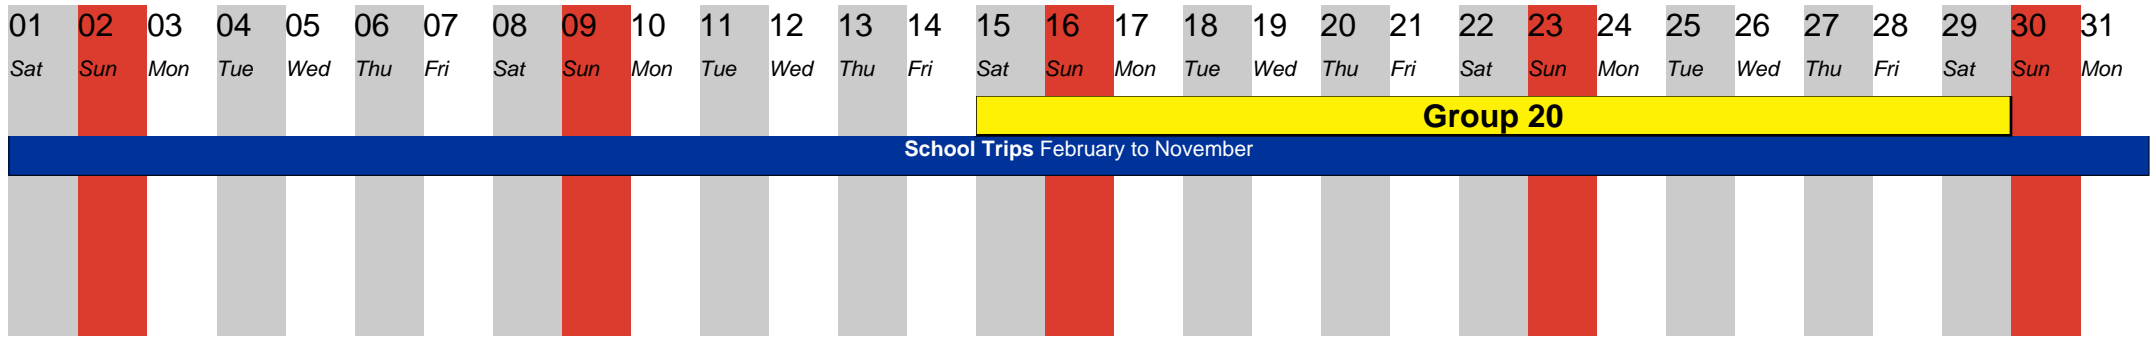 01 02 03 04 05 06 07 08 09 10 11 12 13 14 15 16 17 18 19 20 21 22 23 24 25 26 27 28 29 30 31
Sat Sun Mon Tue Wed Thu Fri Sat Sun Mon Tue Wed Thu Fri Sat Sun Mon Tue Wed Thu Fri Sat Sun Mon Tue Wed Thu Fri Sat Sun Mon
Group 20
School Trips February to November